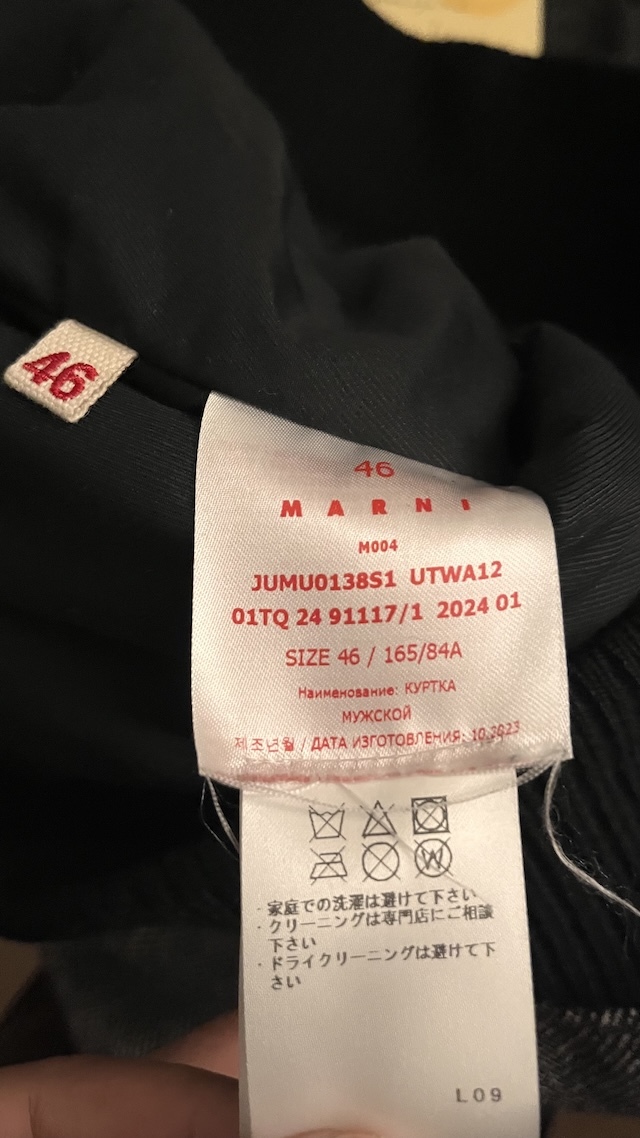 46
46
MARNI
M004
JUMU0138S1 UTWA12
01TQ 24 91117/1 2024 01
SIZE 46 / 165/84A
Наименование: КУРТКА
МУЖСКОЙ
제조년월 / ДАТА ИЗГОТОВЛЕНИЯ: 10.2023
W
・家庭での洗濯は避けて下さい
・クリーニングは専門店にご相談
下さい
・ドライクリーニングは避けて下
さい
L09